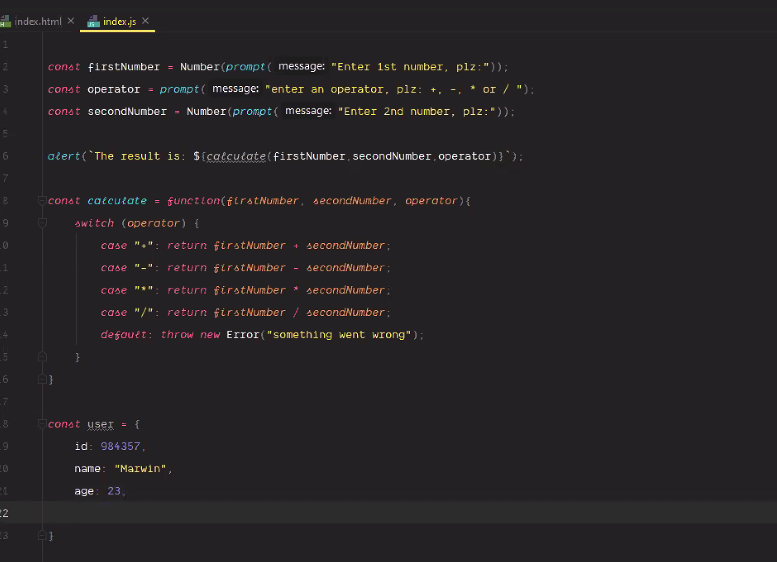 index.html × index.js ×
1
2 const firstNumber = Number(prompt( message: "Enter 1st number, plz:"));
3 const operator = prompt( message: "enter an operator, plz: +, -, * or / ");
4 const secondNumber = Number(prompt( message: "Enter 2nd number, plz:"));
5
6 alert(`The result is: ${calculate(firstNumber,secondNumber,operator)}`);
7
8 const calculate = function(firstNumber, secondNumber, operator){
9 switch (operator) {
10 case "+": return firstNumber + secondNumber;
11 case "-": return firstNumber - secondNumber;
12 case "*": return firstNumber * secondNumber;
13 case "/": return firstNumber / secondNumber;
14 default: throw new Error("something went wrong");
15 }
16 }
17
18 const user = {
19 id: 984357,
20 name: "Marwin",
21 age: 23,
22
23 }